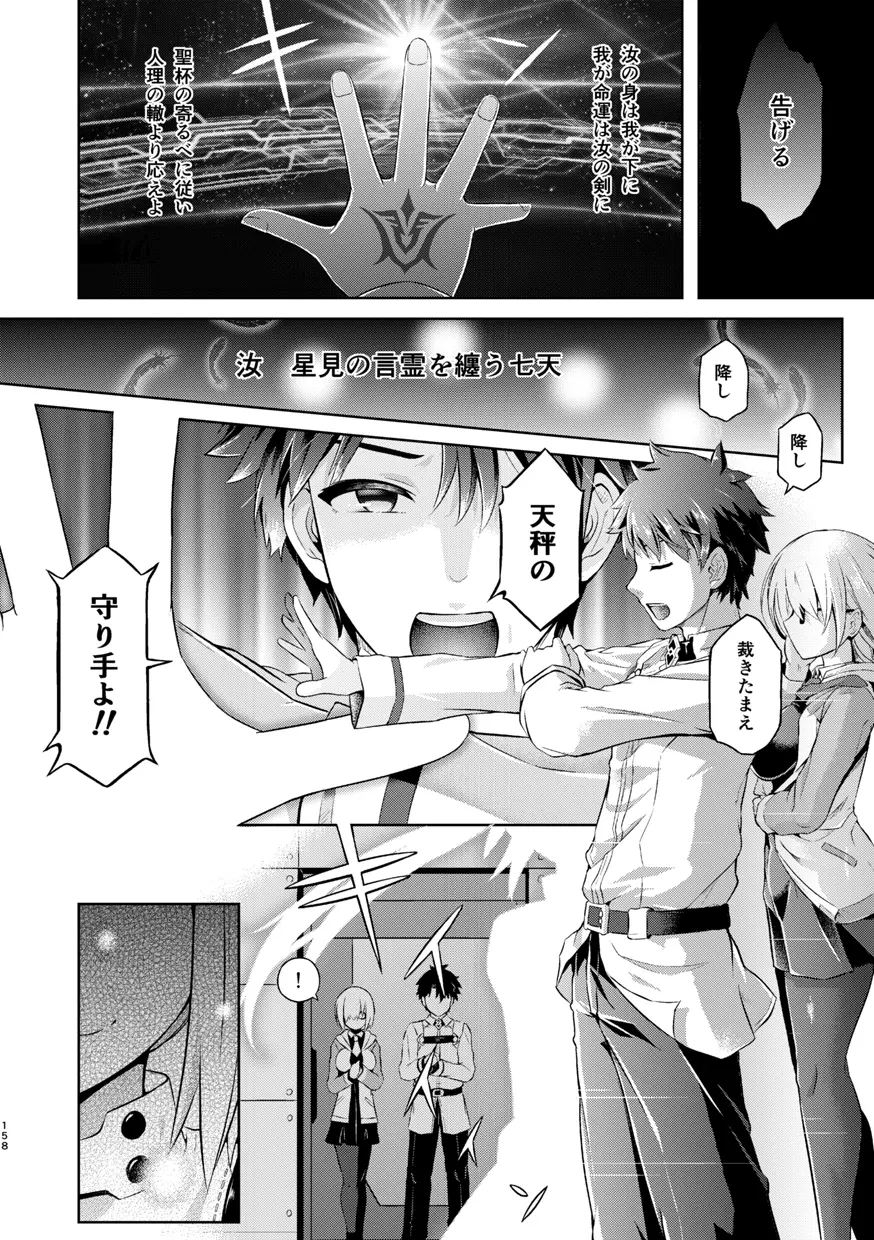 告げる
汝の身は我が下に
我が命運は汝の剣に
聖杯の寄るべに従い
人理の轍より応えよ
汝　星見の言霊を纏う七天
降し
降し
裁きたまえ
天秤の
守り手よ!!
!
158